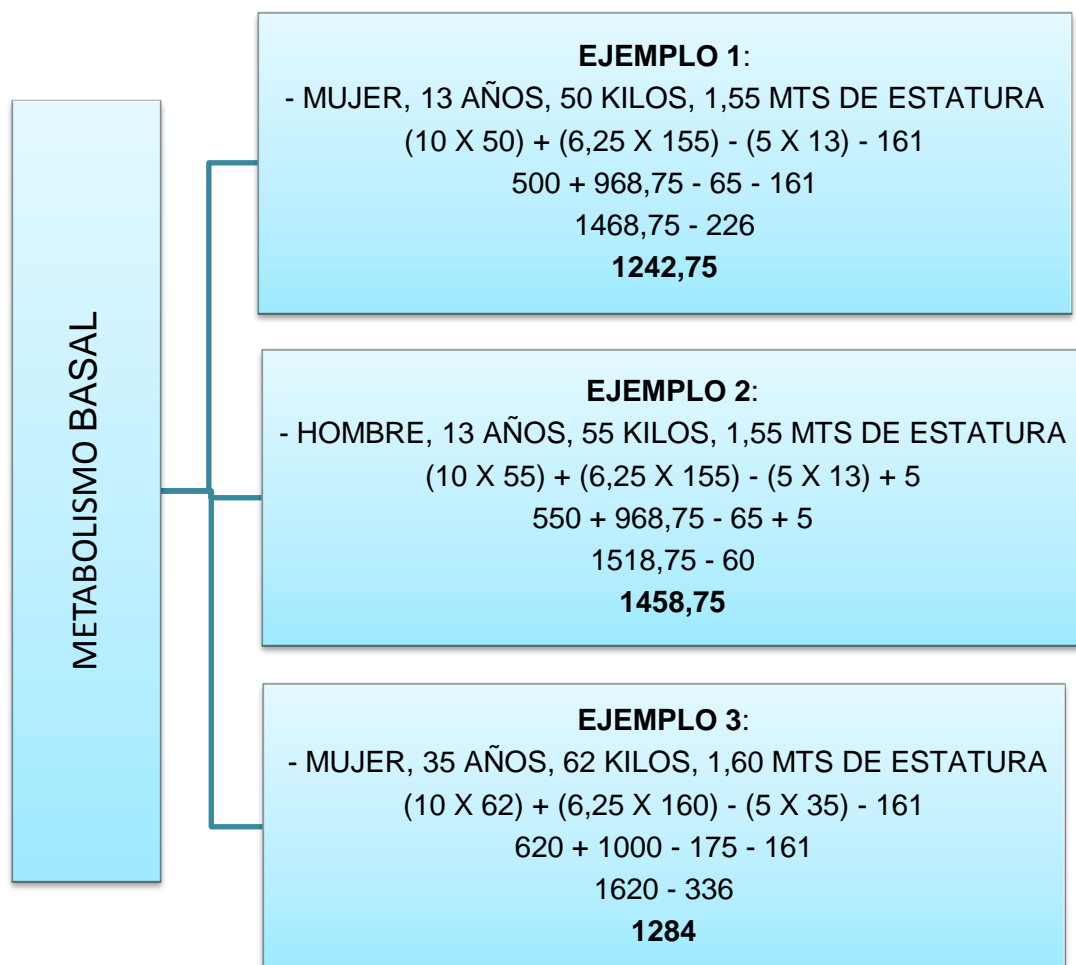 METABOLISMO BASAL
EJEMPLO 1:
- MUJER, 13 AÑOS, 50 KILOS, 1,55 MTS DE ESTATURA
(10 X 50) + (6,25 X 155) - (5 X 13) - 161
500 + 968,75 - 65 - 161
1468,75 - 226
1242,75
EJEMPLO 2:
- HOMBRE, 13 AÑOS, 55 KILOS, 1,55 MTS DE ESTATURA
(10 X 55) + (6,25 X 155) - (5 X 13) + 5
550 + 968,75 - 65 + 5
1518,75 - 60
1458,75
EJEMPLO 3:
- MUJER, 35 AÑOS, 62 KILOS, 1,60 MTS DE ESTATURA
(10 X 62) + (6,25 X 160) - (5 X 35) - 161
620 + 1000 - 175 - 161
1620 - 336
1284